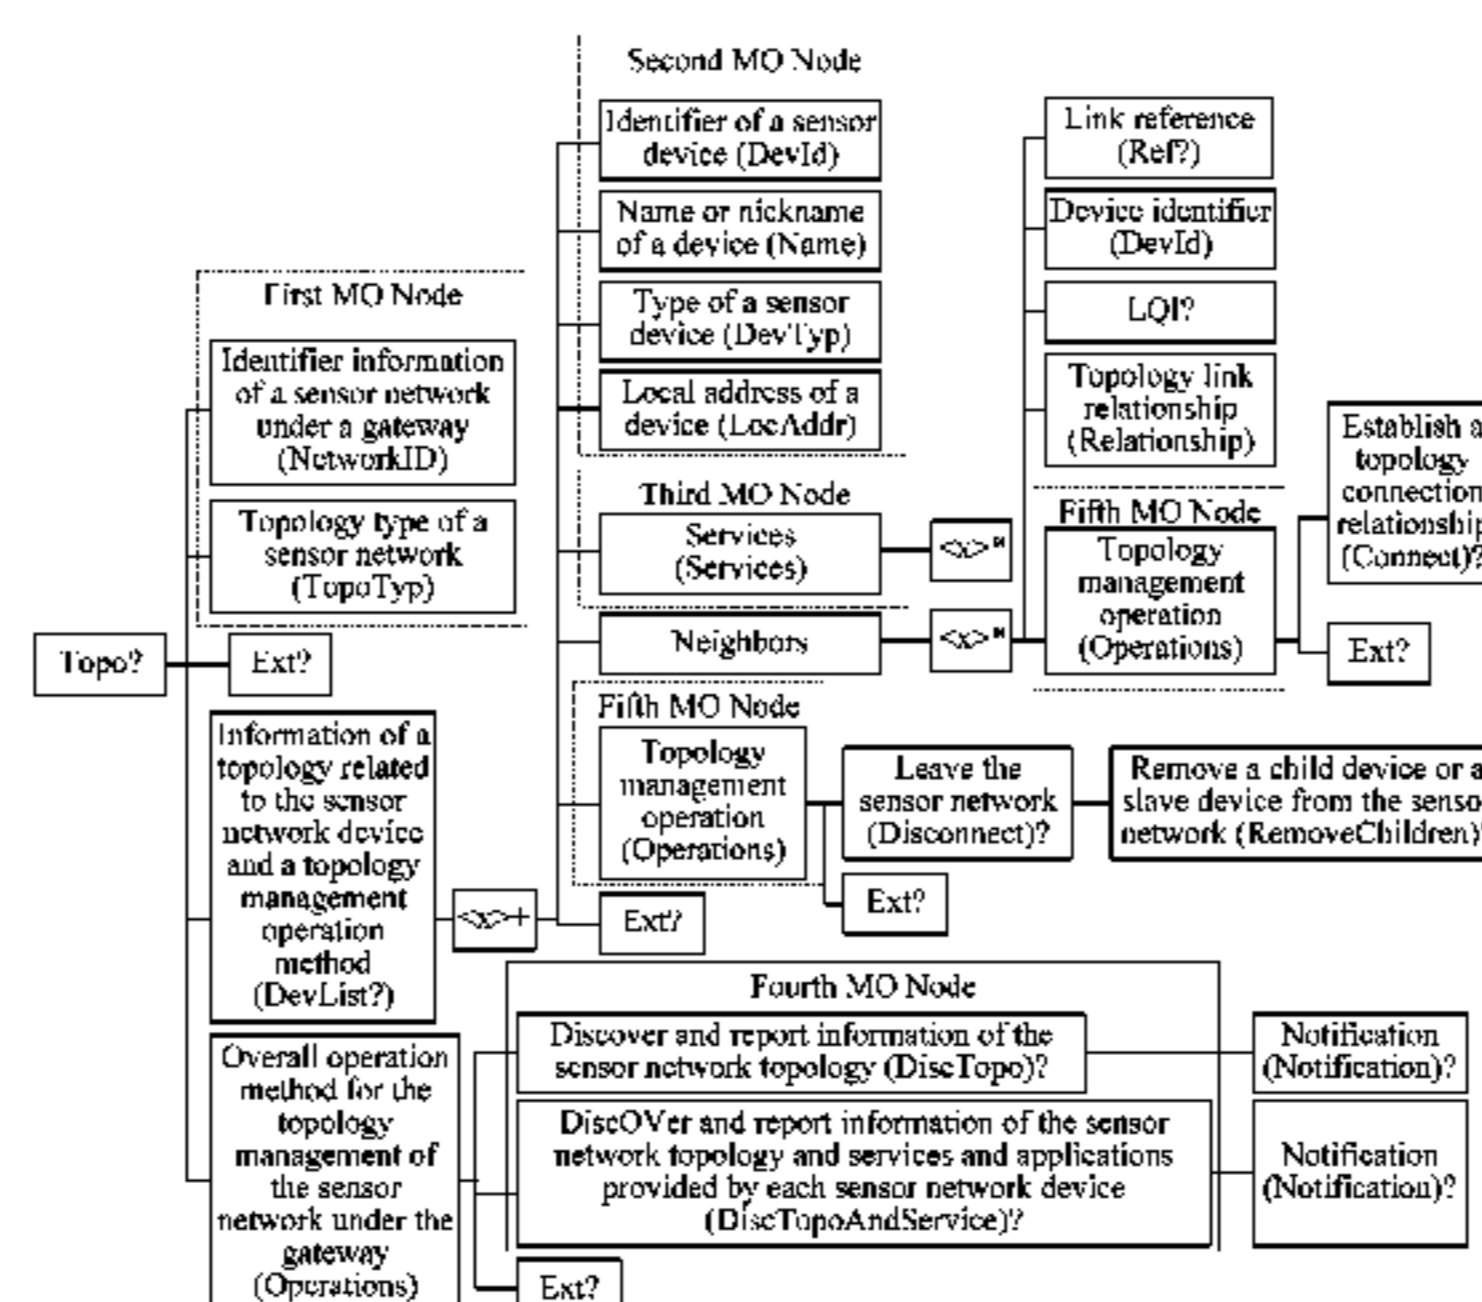 Second MO Node
Identifier of a sensor
device (DevId)
Name or nickname
of a device (Name)
Type of a sensor
device (DevTyp)
Local address of a
device (LocAddr)
Link reference
(Ref?)
Device identifier
(DevId)
LQI?
Topology link
relationship
(Relationship)
First MO Node
Identifier information
of a sensor network
under a gateway
(NetworkID)
Topology type of a
sensor network
(TopoTyp)
Third MO Node
Services
(Services)
<x>*
Neighbors
<x>*
Fifth MO Node
Topology
management
operation
(Operations)
Establish a
topology
connection
relationship
(Connect)?
Ext?
Topo?
Ext?
Fifth MO Node
Topology
management
operation
(Operations)
Leave the
sensor network
(Disconnect)?
Remove a child device or a
slave device from the senso
network (RemoveChildren)?
Ext?
Ext?
Information of a
topology related
to the sensor
network device
and a topology
management
operation
method
(DevList?)
<x>+
Fourth MO Node
Discover and report information of the
sensor network topology (DiscTopo)?
Notification
(Notification)?
DiscOVer and report information of the sensor
network topology and services and applications
provided by each sensor network device
(DiscTopoAndService)?
Notification
(Notification)?
Ext?
Overall operation
method for the
topology
management of
the sensor
network under the
gateway
(Operations)